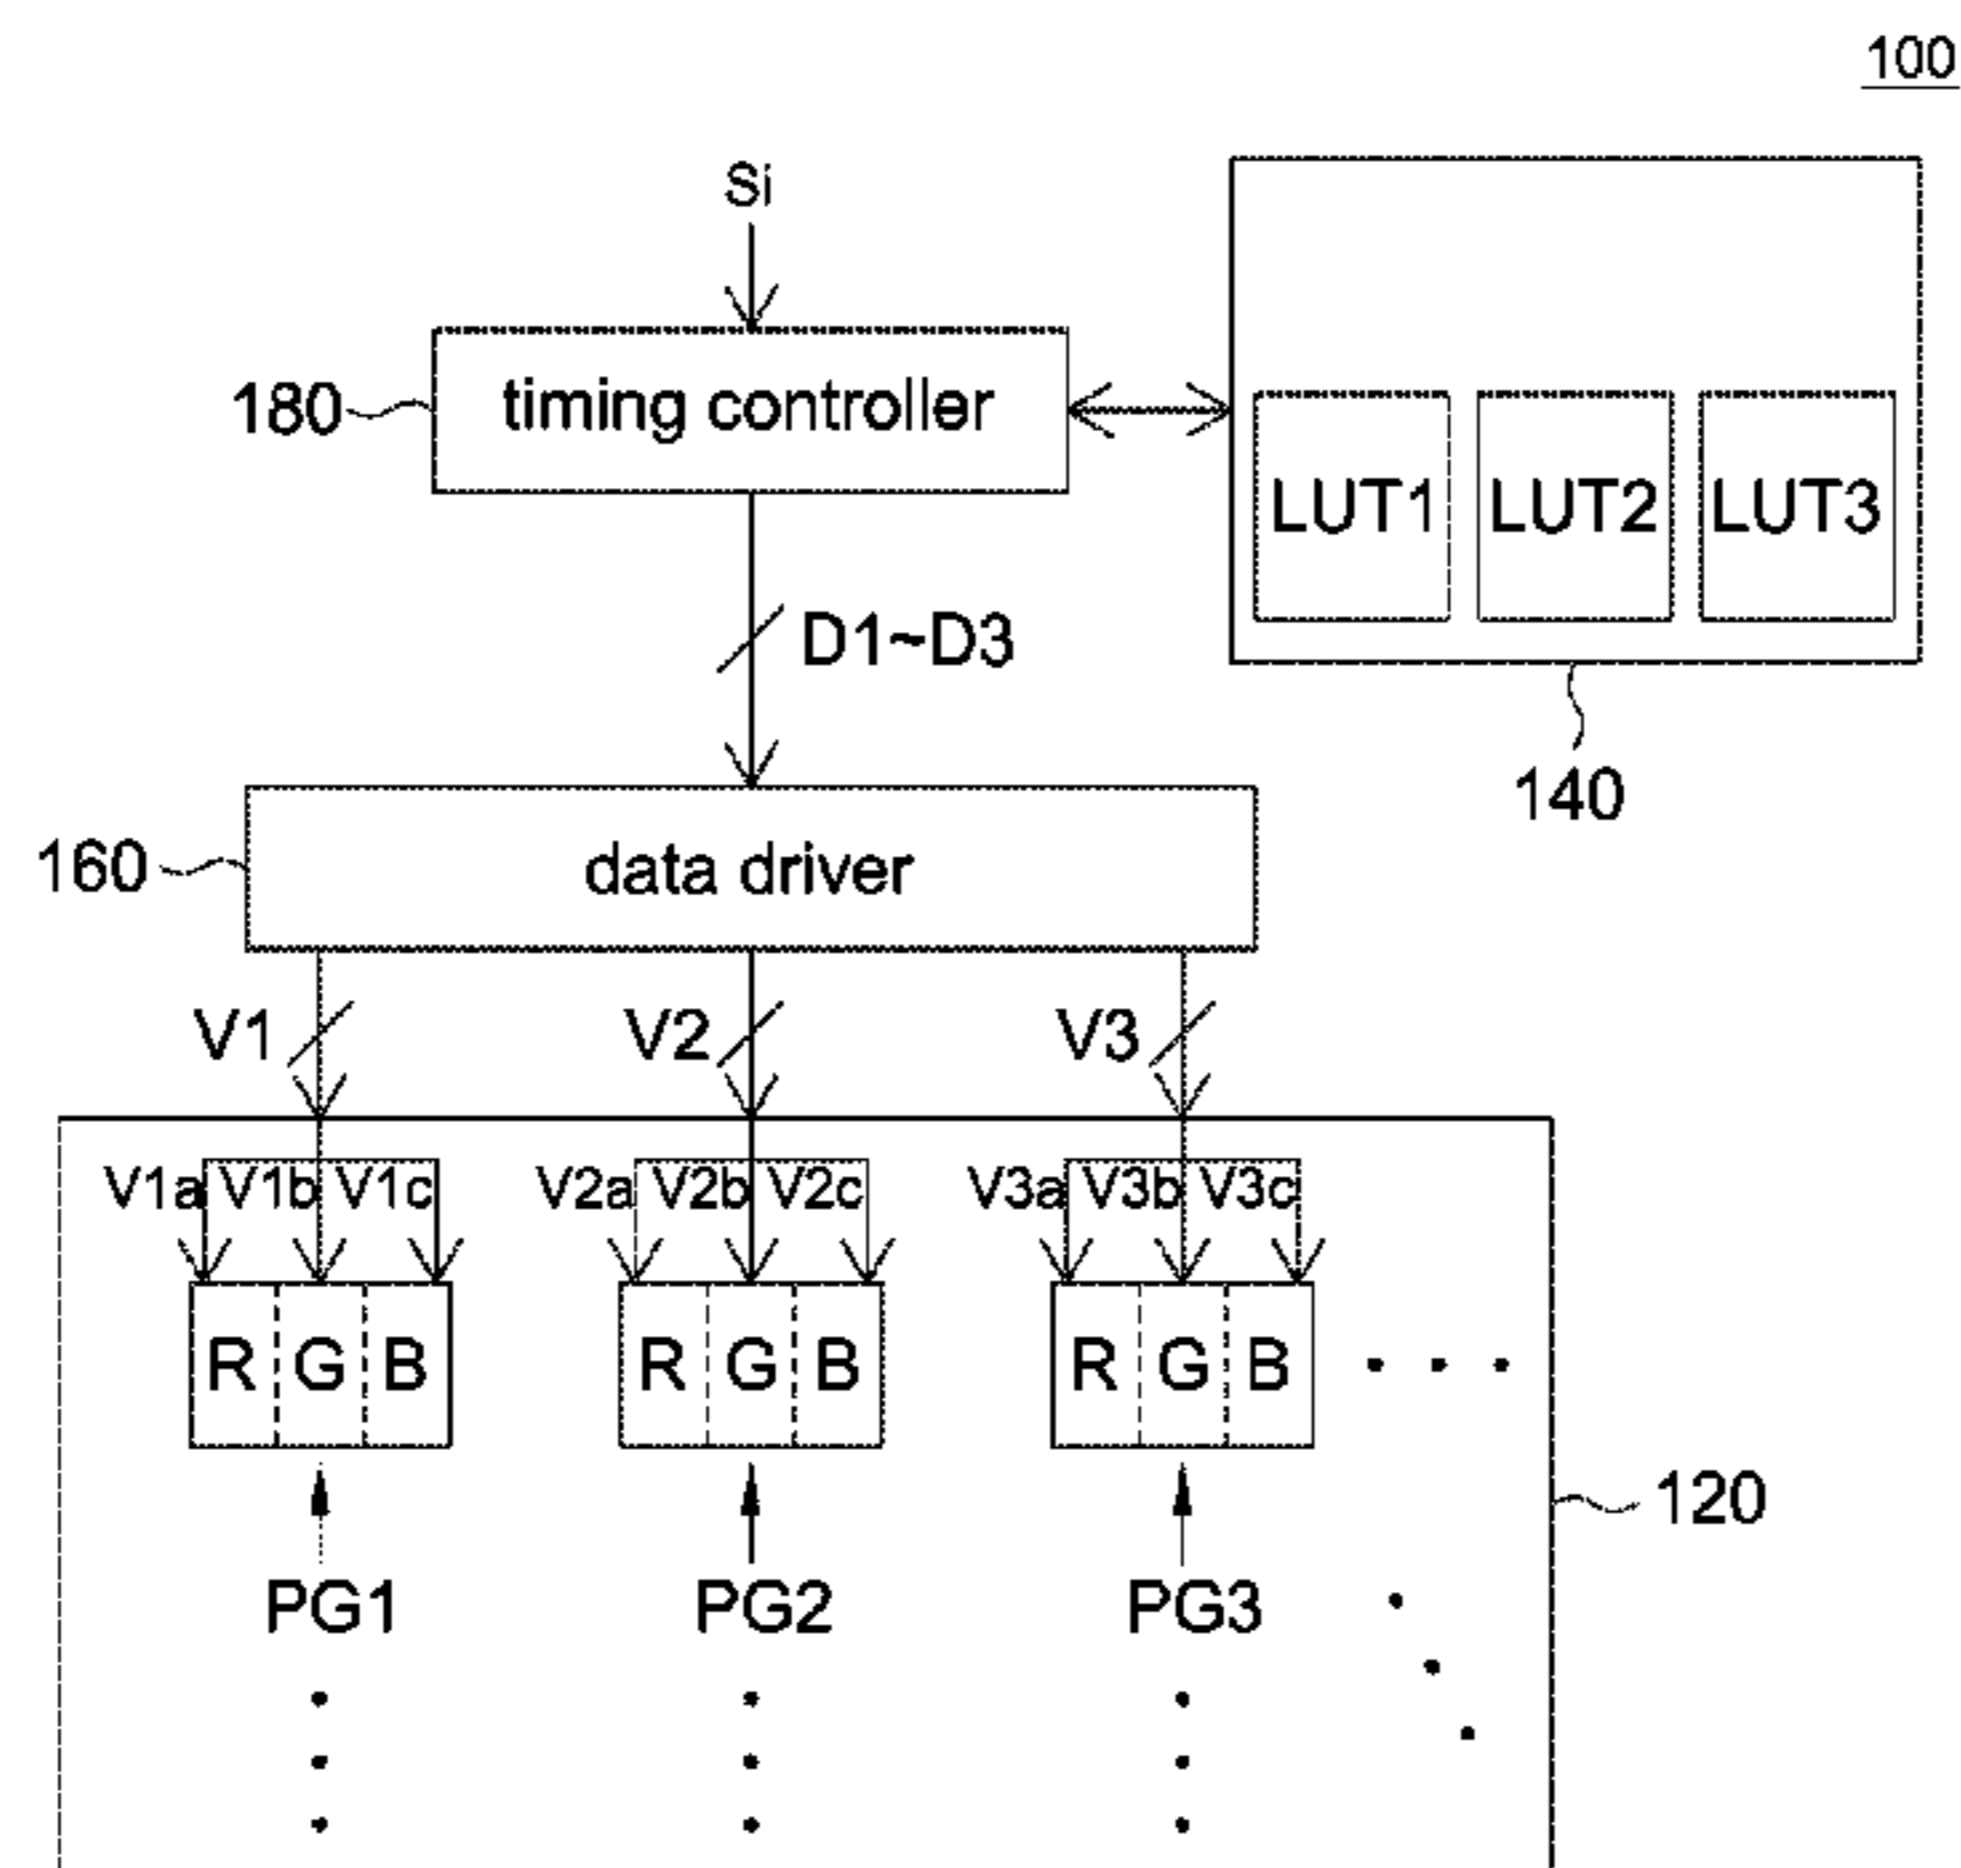 100
Si
180 timing controller
LUT1 LUT2 LUT3
D1~D3
140
160 data driver
V1 V2 V3
V1a V1b V1c V2a V2b V2c V3a V3b V3c
R G B R G B R G B
120
PG1 PG2 PG3